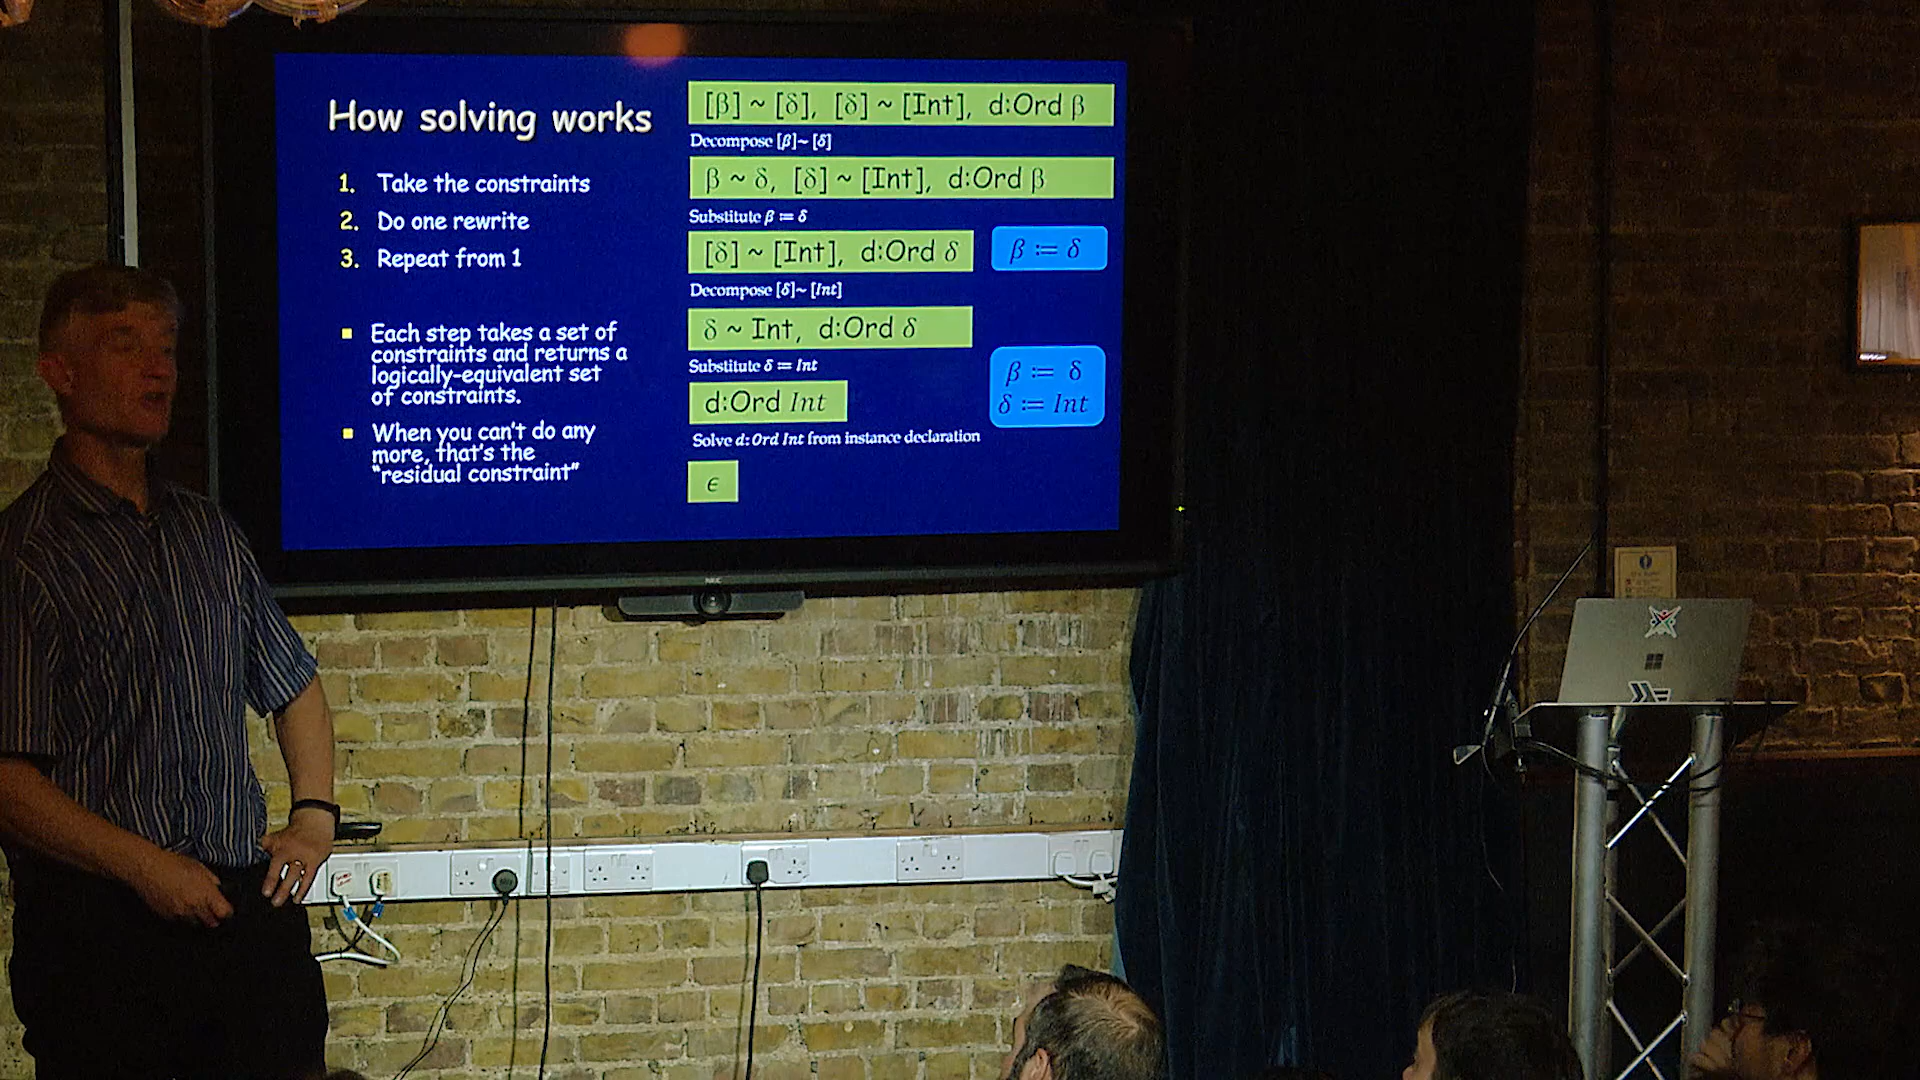 How solving works
1. Take the constraints
2. Do one rewrite
3. Repeat from 1
▪ Each step takes a set of
constraints and returns a
logically-equivalent set
of constraints.
▪ When you can't do any
more, that's the
“residual constraint”
[β] ~ [δ], [δ] ~ [Int], d:Ord β
Decompose [β]~ [δ]
β ~ δ, [δ] ~ [Int], d:Ord β
Substitute β ≔ δ
[δ] ~ [Int], d:Ord δ
β ≔ δ
Decompose [δ]~ [Int]
δ ~ Int, d:Ord δ
Substitute δ ≔ Int
β ≔ δ
δ ≔ Int
d:Ord Int
Solve d:Ord Int from instance declaration
ϵ
NEC